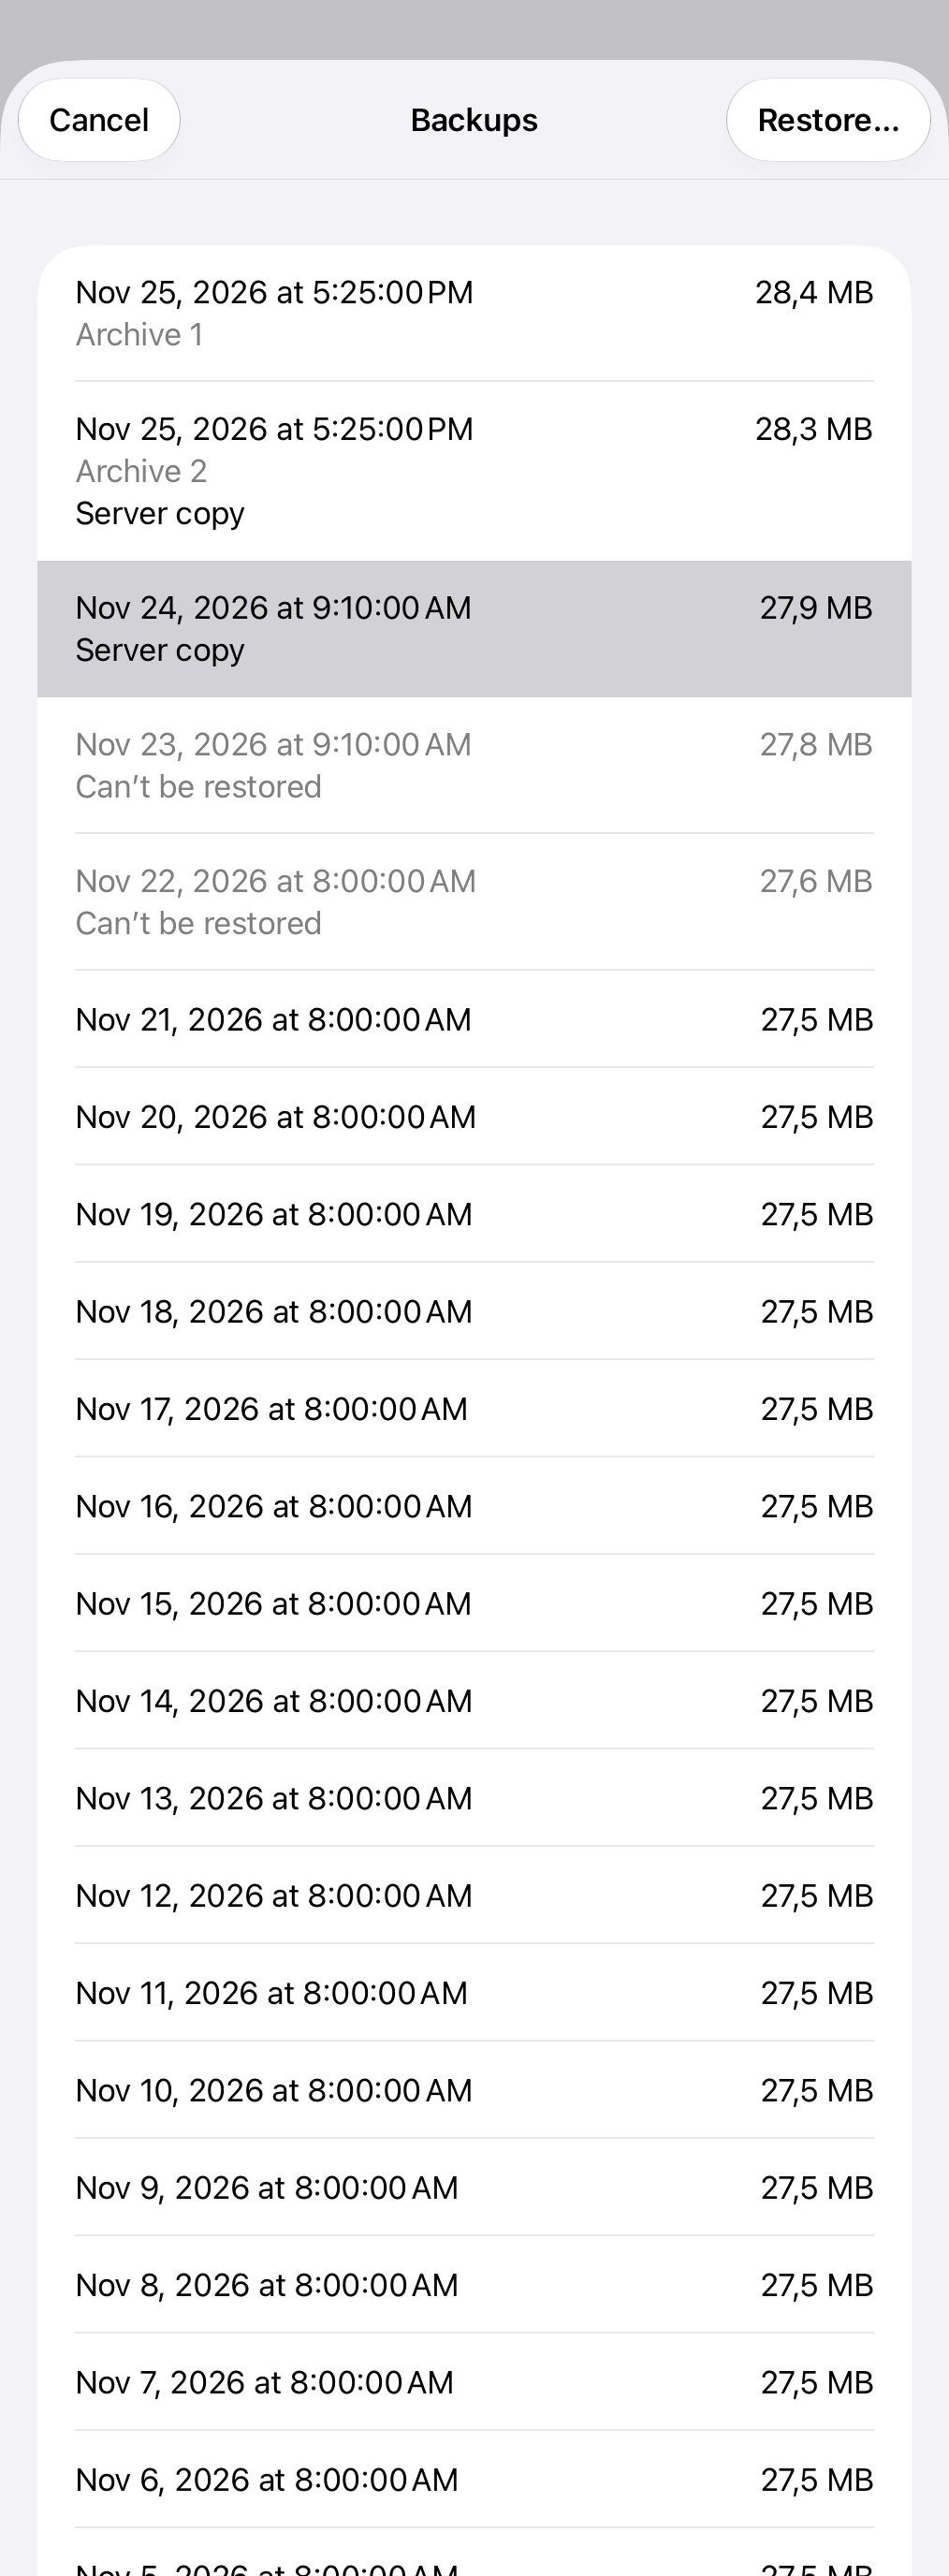 Cancel
Backups
Restore...
Nov 25, 2026 at 5:25:00 PM 28,4 MB
Archive 1
Nov 25, 2026 at 5:25:00 PM 28,3 MB
Archive 2
Server copy
Nov 24, 2026 at 9:10:00 AM 27,9 MB
Server copy
Nov 23, 2026 at 9:10:00 AM 27,8 MB
Can’t be restored
Nov 22, 2026 at 8:00:00 AM 27,6 MB
Can’t be restored
Nov 21, 2026 at 8:00:00 AM 27,5 MB
Nov 20, 2026 at 8:00:00 AM 27,5 MB
Nov 19, 2026 at 8:00:00 AM 27,5 MB
Nov 18, 2026 at 8:00:00 AM 27,5 MB
Nov 17, 2026 at 8:00:00 AM 27,5 MB
Nov 16, 2026 at 8:00:00 AM 27,5 MB
Nov 15, 2026 at 8:00:00 AM 27,5 MB
Nov 14, 2026 at 8:00:00 AM 27,5 MB
Nov 13, 2026 at 8:00:00 AM 27,5 MB
Nov 12, 2026 at 8:00:00 AM 27,5 MB
Nov 11, 2026 at 8:00:00 AM 27,5 MB
Nov 10, 2026 at 8:00:00 AM 27,5 MB
Nov 9, 2026 at 8:00:00 AM 27,5 MB
Nov 8, 2026 at 8:00:00 AM 27,5 MB
Nov 7, 2026 at 8:00:00 AM 27,5 MB
Nov 6, 2026 at 8:00:00 AM 27,5 MB
Nov 5, 2026 at 8:00:00 AM 27,5 MB